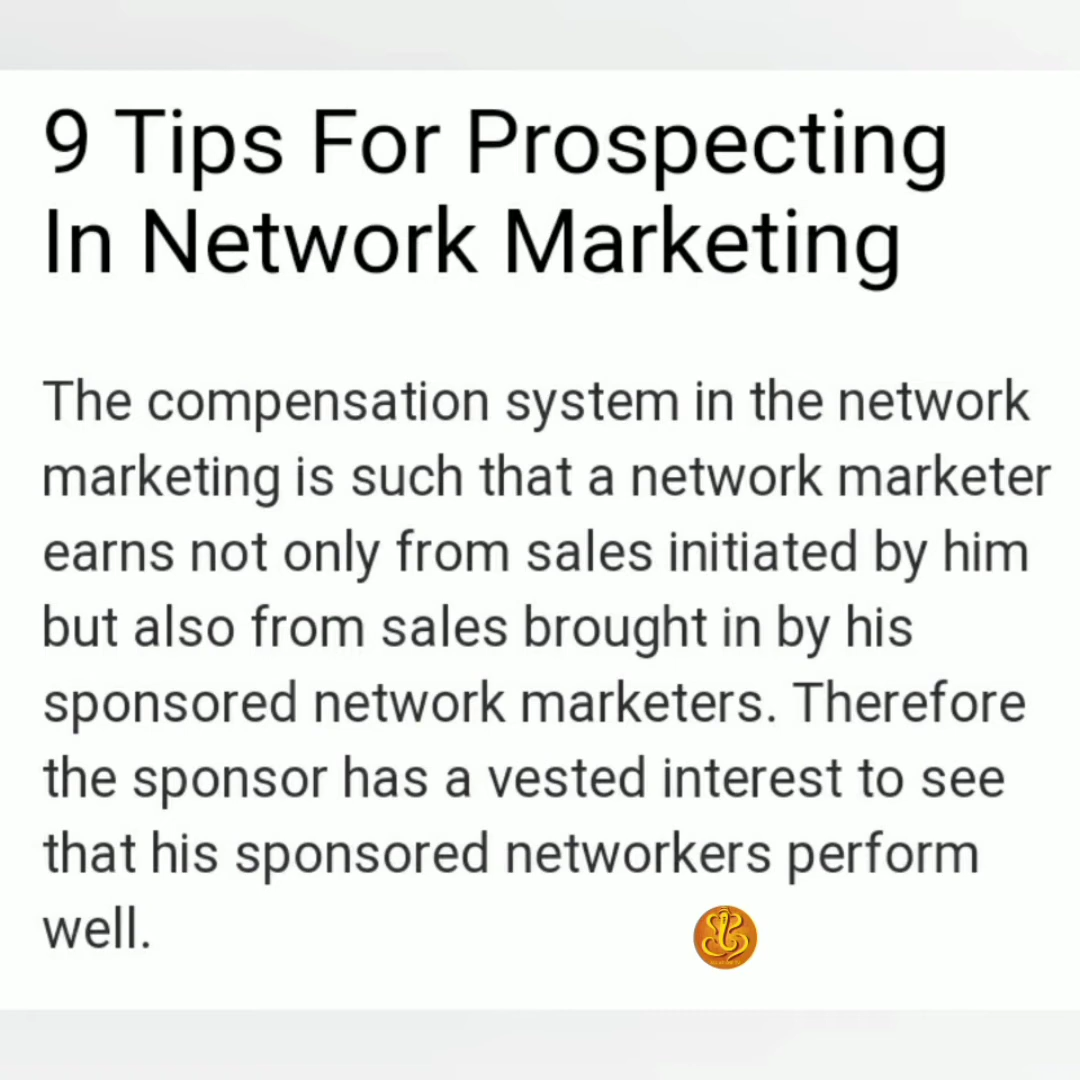 9 Tips For Prospecting
In Network Marketing
The compensation system in the network
marketing is such that a network marketer
earns not only from sales initiated by him
but also from sales brought in by his
sponsored network marketers. Therefore
the sponsor has a vested interest to see
that his sponsored networkers perform
well.